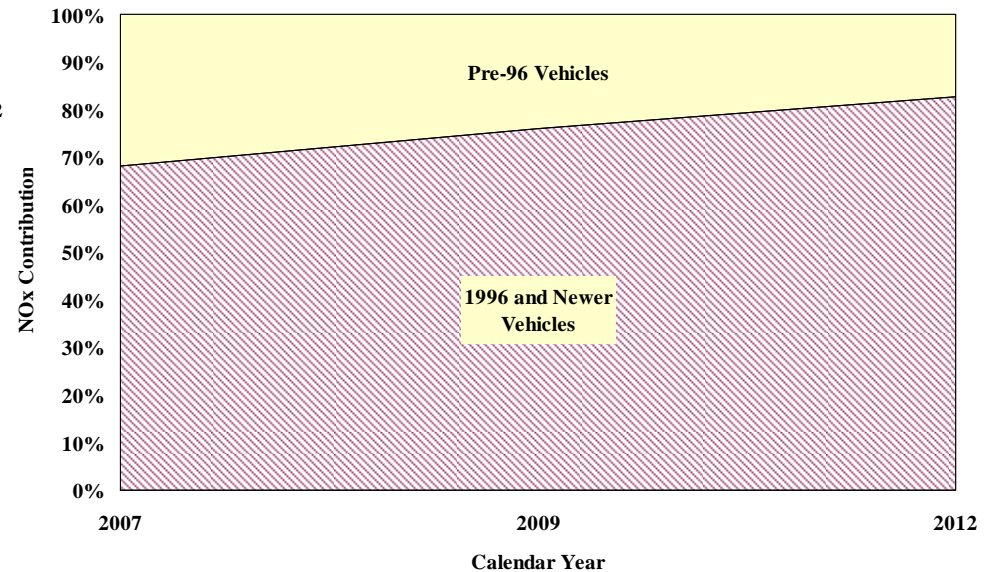 100%
90%
80%
70%
60%
50%
40%
30%
20%
10%
0%
NOx Contribution
Pre-96 Vehicles
1996 and Newer
Vehicles
2007
2009
2012
Calendar Year